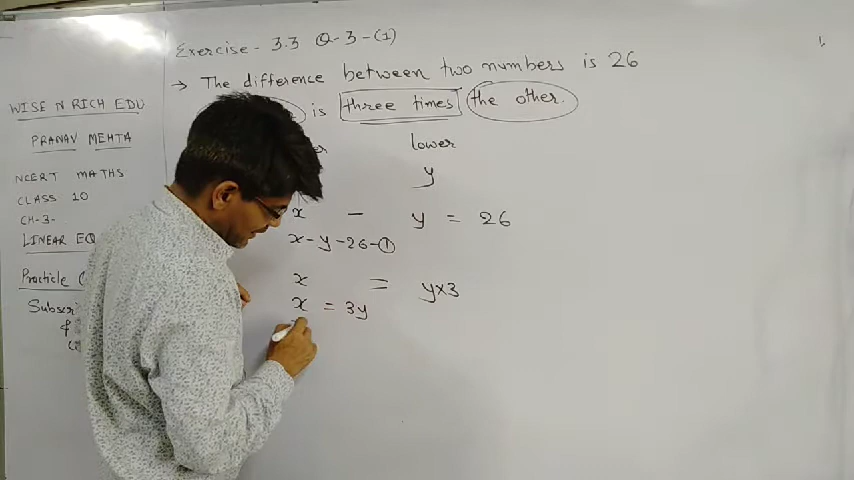 Exercise - 3.3 Q-3-(1)
→ The difference between two numbers is 26
is three times the other.
lower
y
x - y = 26
x-y-26-①
x = y×3
x = 3y
WISE N RICH EDU
PRANAV MEHTA
NCERT MATHS
CLASS 10
CH-3-
LINEAR EQ
Practicle
Subscr
&